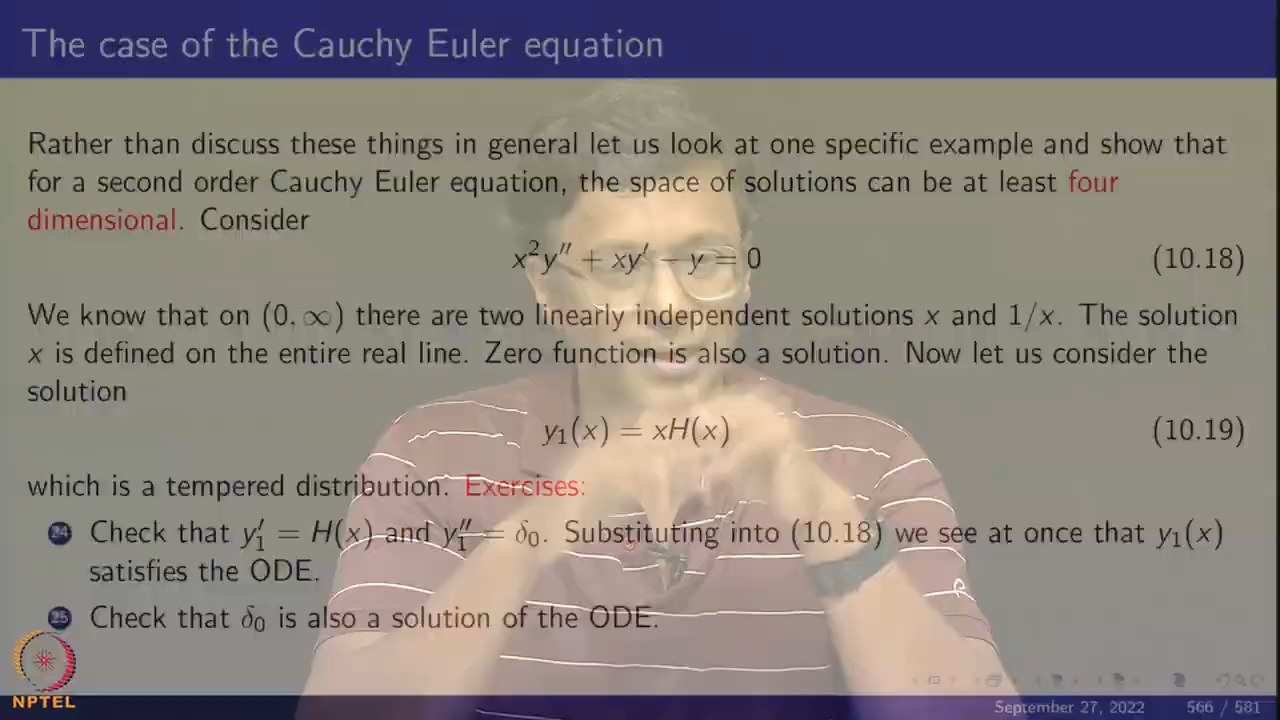 The case of the Cauchy Euler equation
Rather than discuss these things in general let us look at one specific example and show that
for a second order Cauchy Euler equation, the space of solutions can be at least four
dimensional. Consider
x²y′′ + xy′ − y = 0 (10.18)
We know that on (0, ∞) there are two linearly independent solutions x and 1/x. The solution
x is defined on the entire real line. Zero function is also a solution. Now let us consider the
solution
y₁(x) = xH(x) (10.19)
which is a tempered distribution. Exercises:
24 Check that y₁′ = H(x) and y₁′′ = δ₀. Substituting into (10.18) we see at once that y₁(x)
satisfies the ODE.
25 Check that δ₀ is also a solution of the ODE.
NPTEL
September 27, 2022 566 / 581